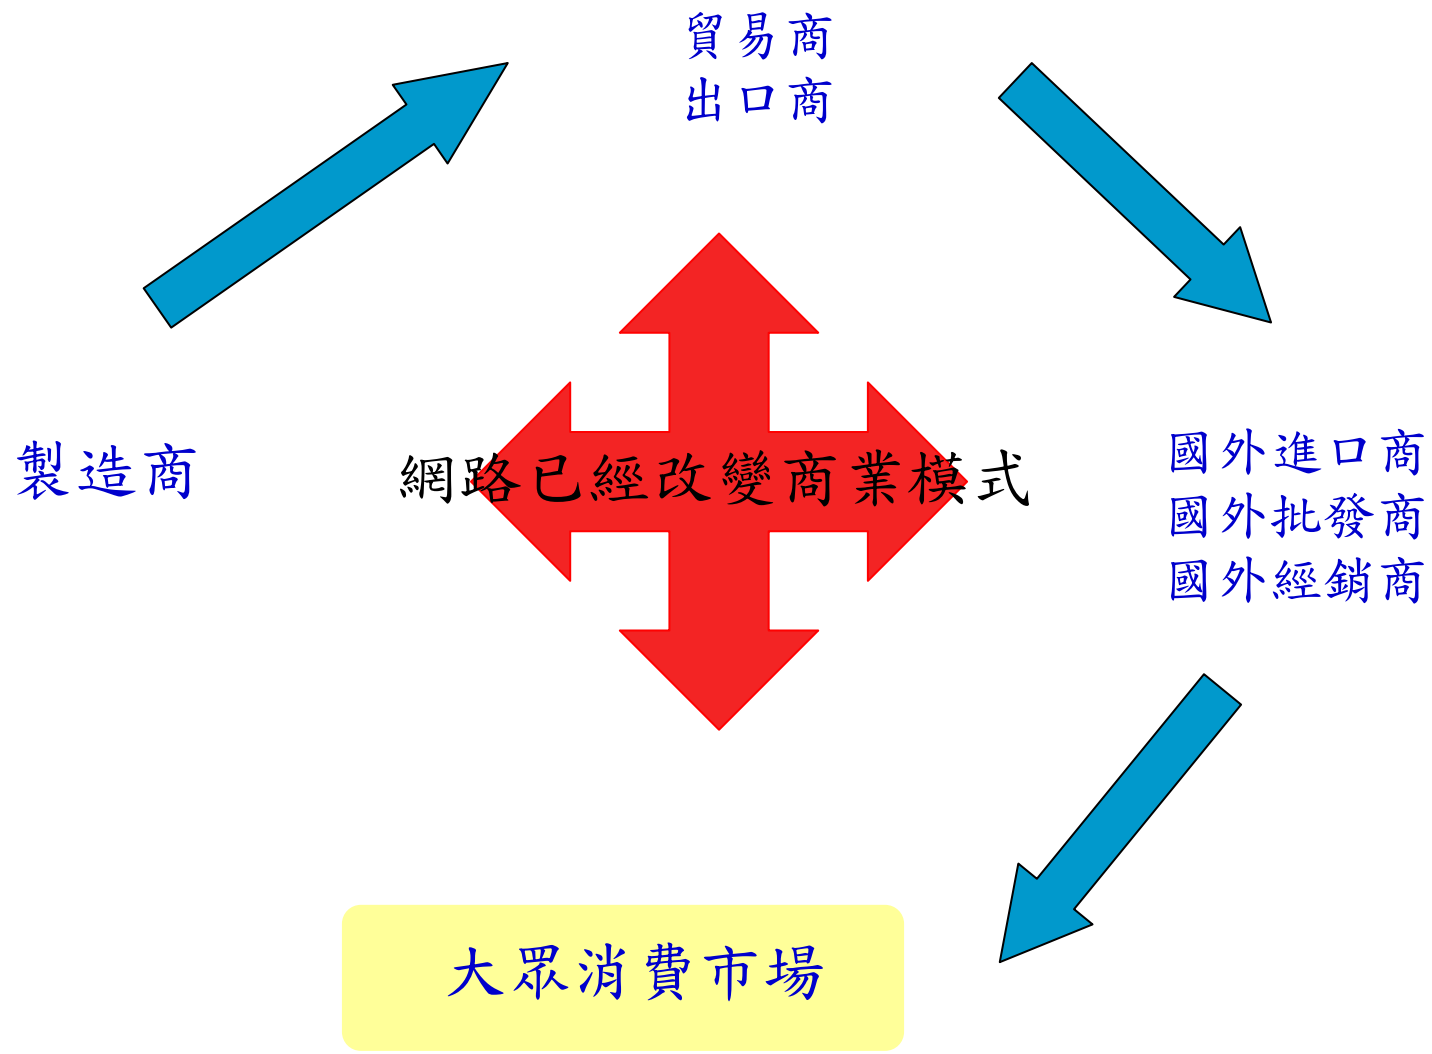 貿易商
出口商
製造商
網路已經改變商業模式
國外進口商
國外批發商
國外經銷商
大眾消費市場